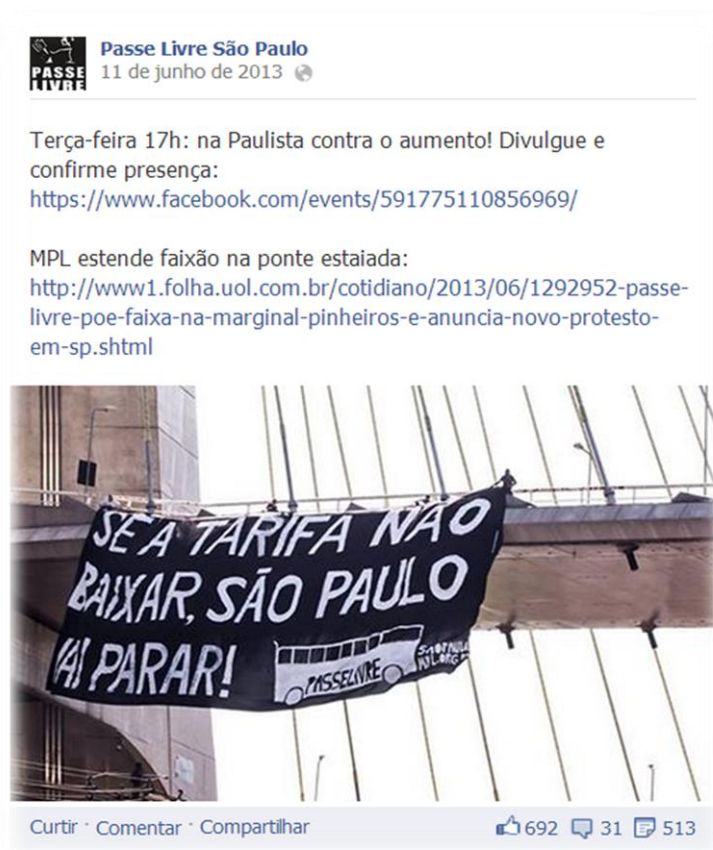 PASSE
LIVRE
Passe Livre São Paulo
11 de junho de 2013
Terça-feira 17h: na Paulista contra o aumento! Divulgue e
confirme presença:
https://www.facebook.com/events/591775110856969/
MPL estende faixão na ponte estaiada:
http://www1.folha.uol.com.br/cotidiano/2013/06/1292952-passe-
livre-poe-faixa-na-marginal-pinheiros-e-anuncia-novo-protesto-
em-sp.shtml
SE A TARIFA NÃO
BAIXAR, SÃO PAULO
VAI PARAR!
PASSELIVRE
Curtir · Comentar · Compartilhar
692 31 513